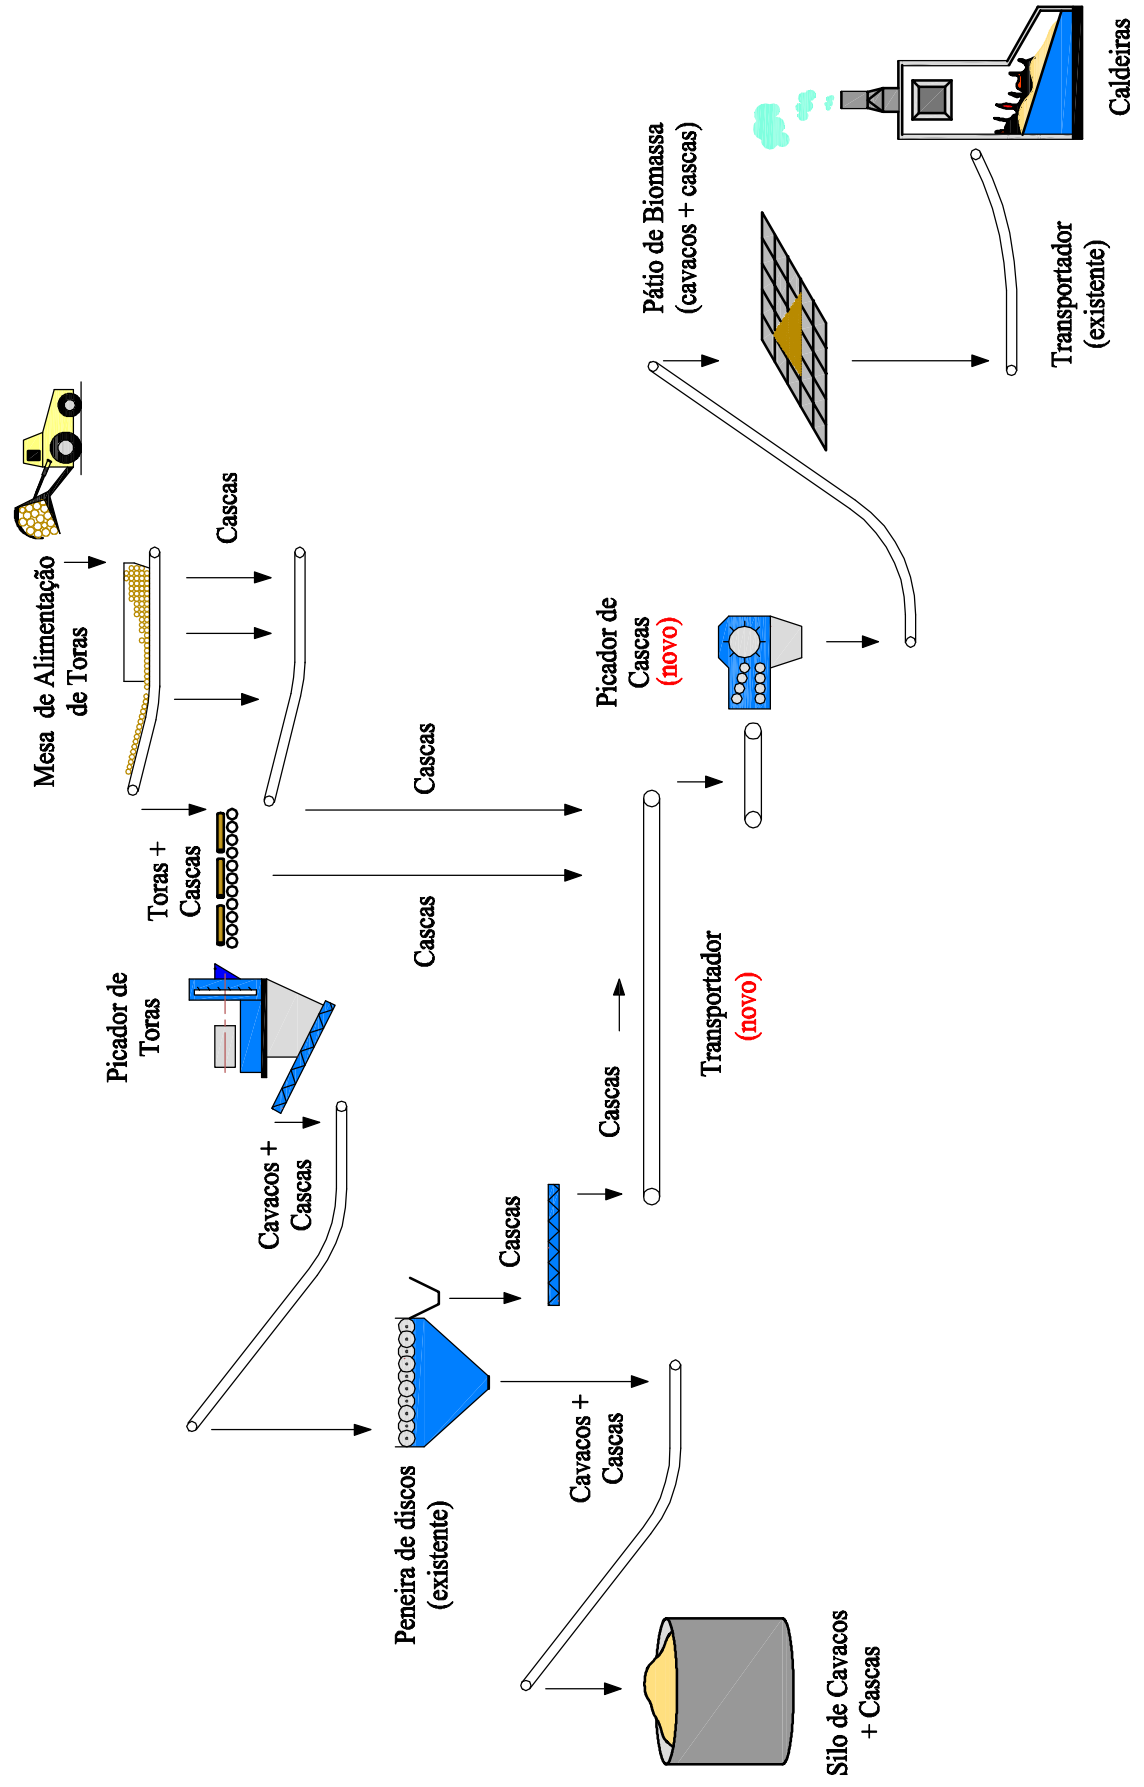 Mesa de Alimentação
de Toras
Cascas
Toras +
Cascas
Picador de
Toras
Cavacos +
Cascas
Cascas
Cascas
Peneira de discos
(existente)
Cascas
Cavacos +
Cascas
Silo de Cavacos
+ Cascas
Cascas
Transportador
(novo)
Picador de
Cascas
(novo)
Pátio de Biomassa
(cavacos + cascas)
Transportador
(existente)
Caldeiras